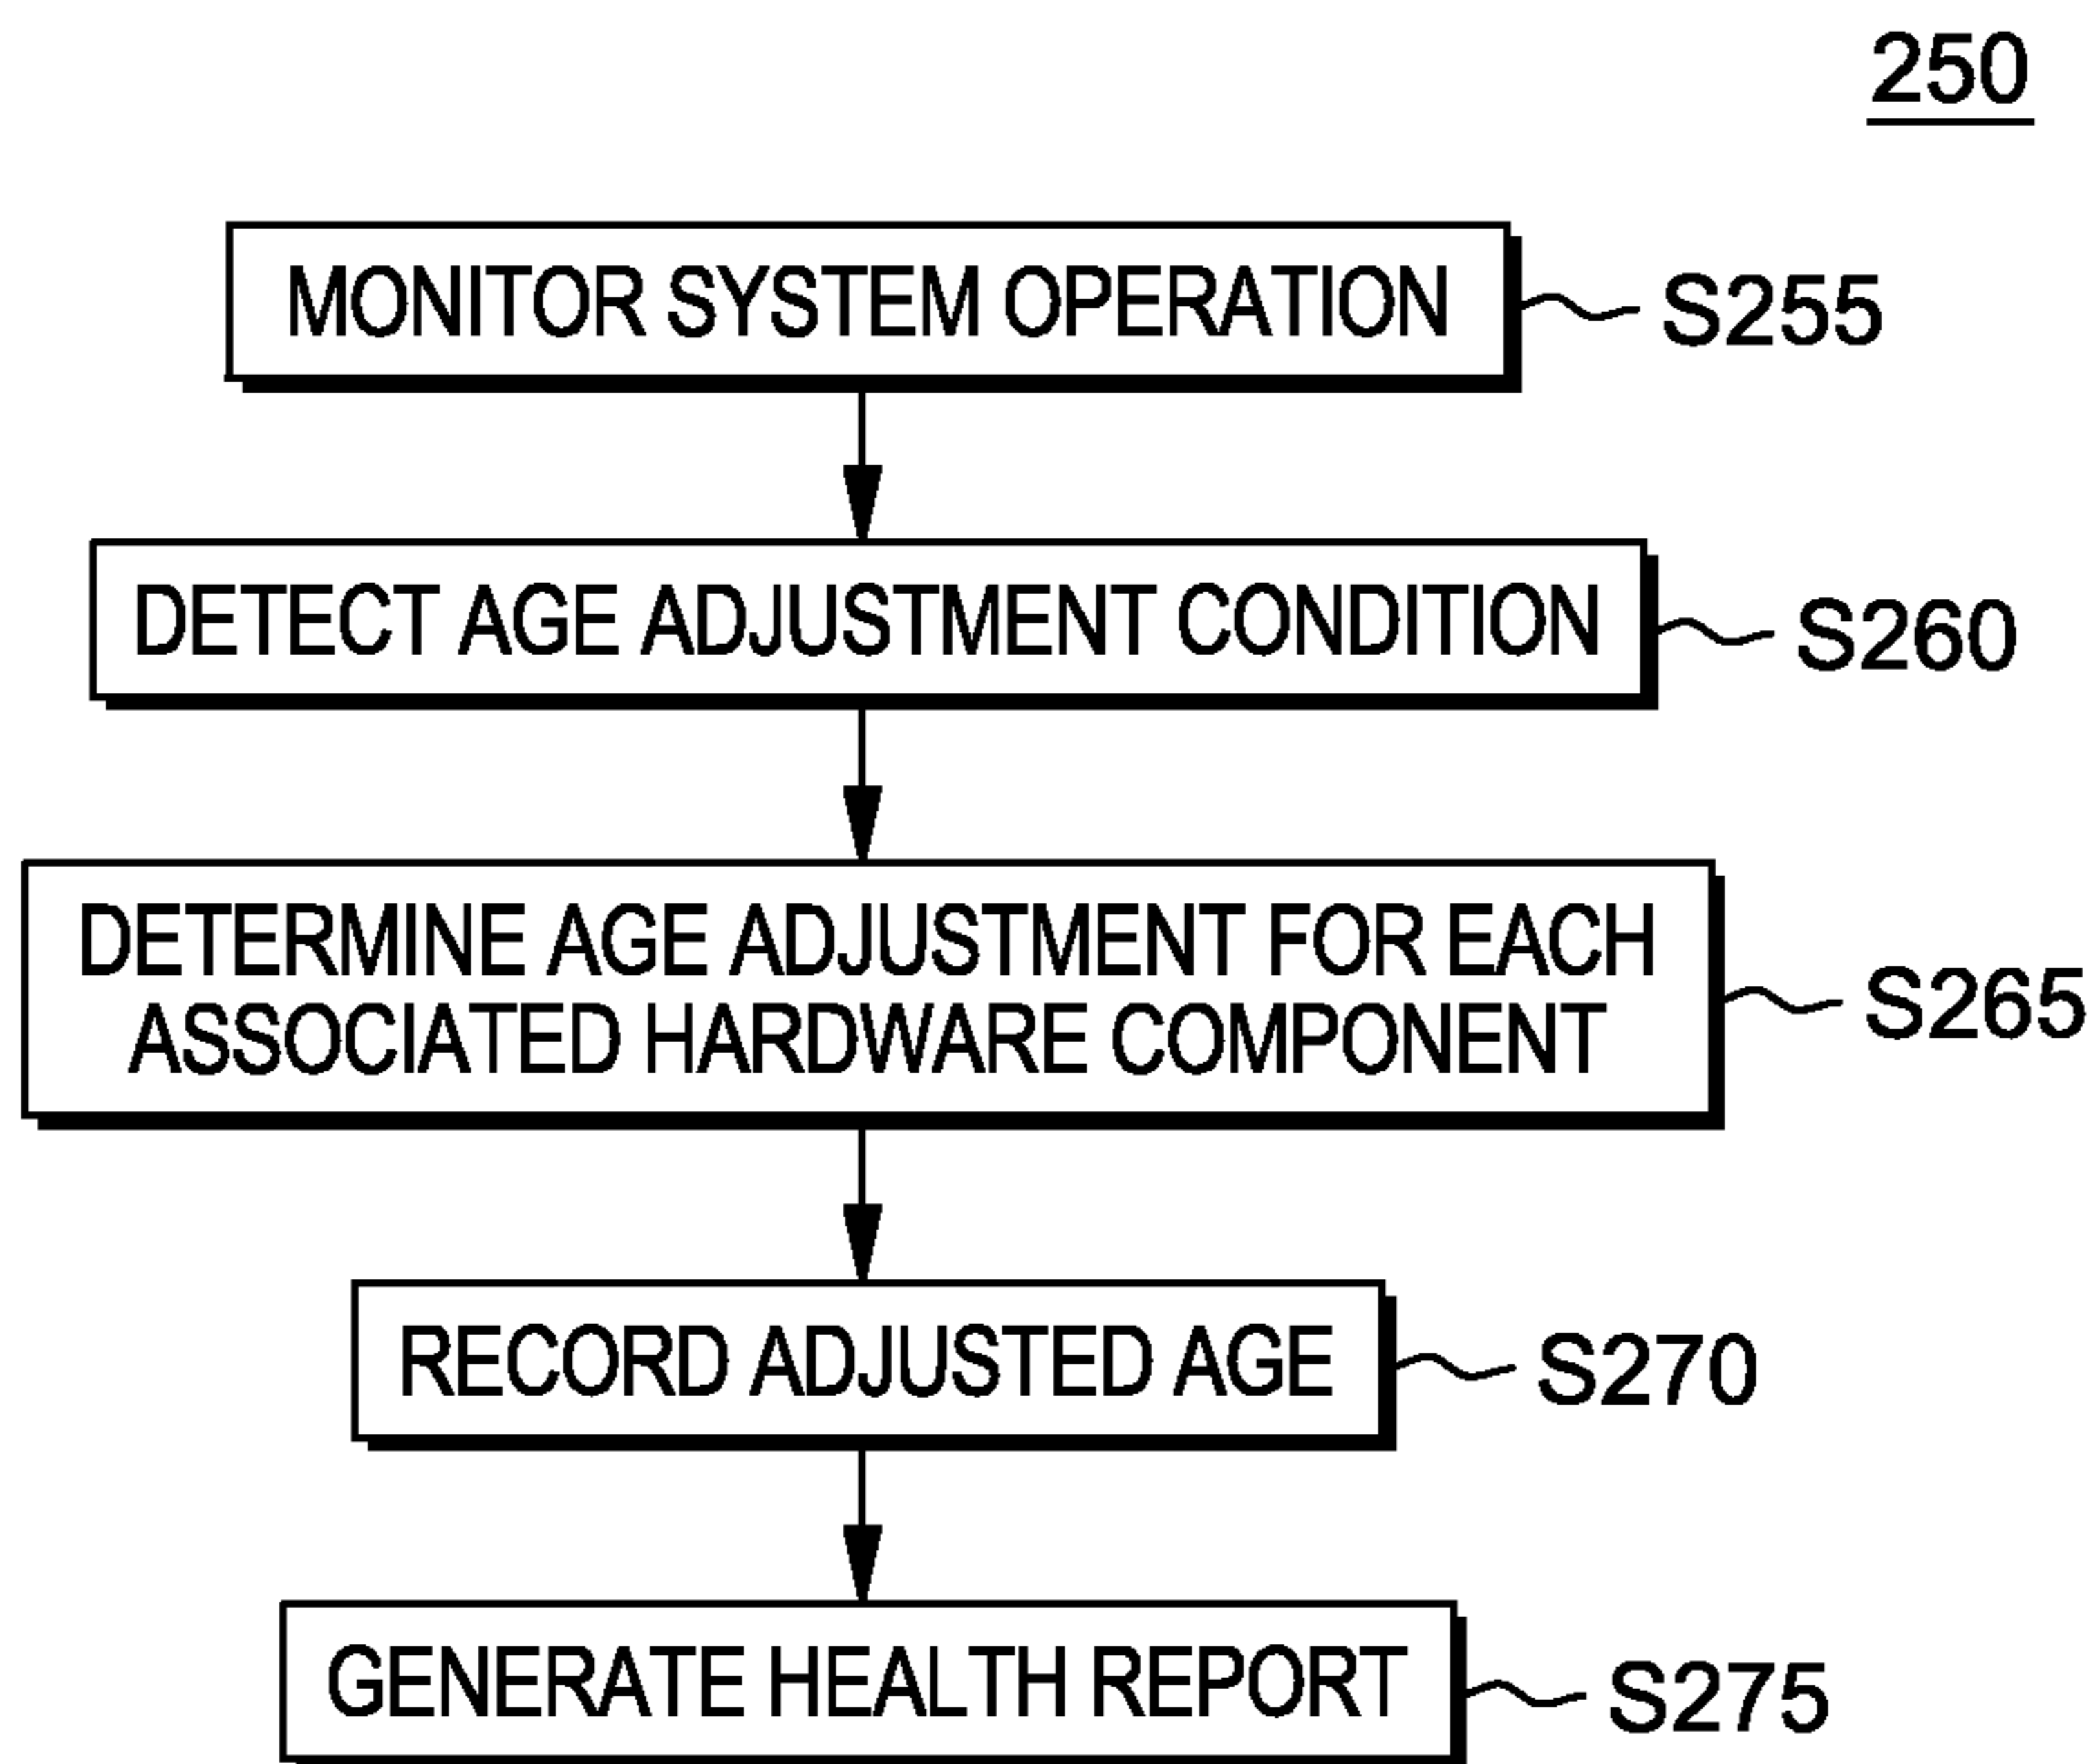 250
MONITOR SYSTEM OPERATION
S255
DETECT AGE ADJUSTMENT CONDITION
S260
DETERMINE AGE ADJUSTMENT FOR EACH
ASSOCIATED HARDWARE COMPONENT
S265
RECORD ADJUSTED AGE
S270
GENERATE HEALTH REPORT
S275